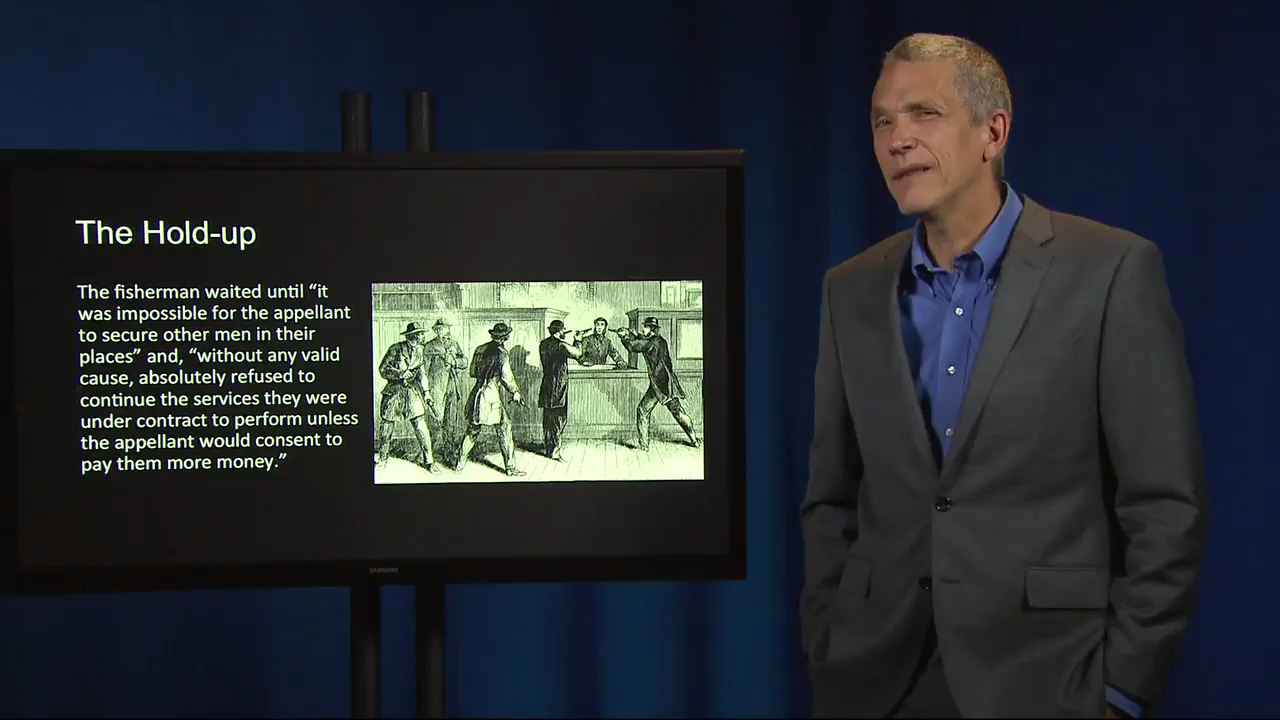 The Hold-up
The fisherman waited until “it
was impossible for the appellant
to secure other men in their
places” and, “without any valid
cause, absolutely refused to
continue the services they were
under contract to perform unless
the appellant would consent to
pay them more money.”
SAMSUNG